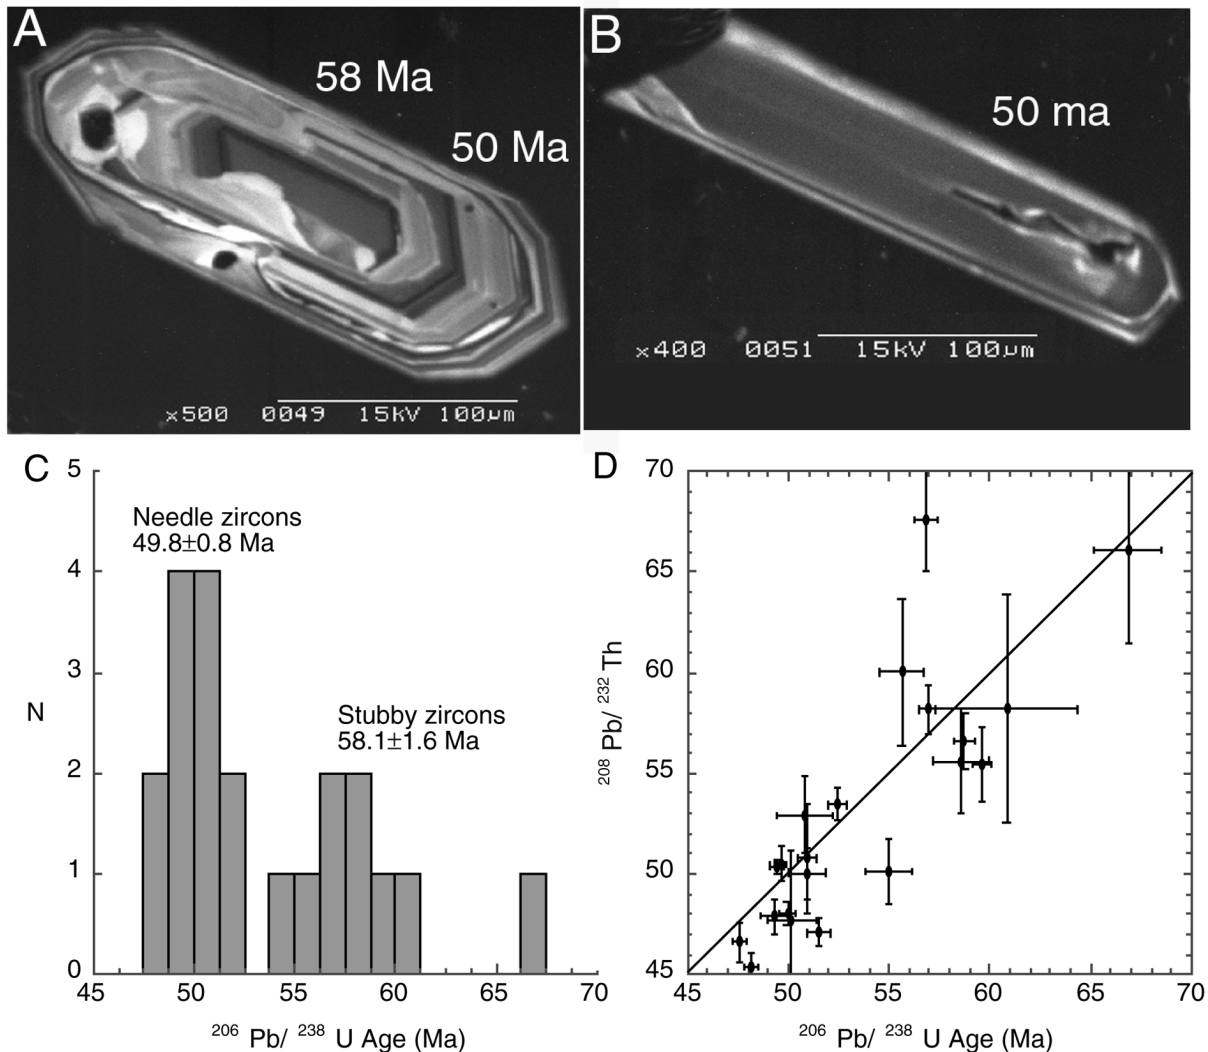 A
58 Ma
50 Ma
x500 0049 15kV 100µm
B
50 ma
x400 0051 15kV 100µm
C
5
4
3
2
1
0
N
Needle zircons
49.8±0.8 Ma
Stubby zircons
58.1±1.6 Ma
45 50 55 60 65 70
206 Pb/ 238 U Age (Ma)
D
70
65
60
55
50
45
208 Pb/ 232 Th
45 50 55 60 65 70
206 Pb/ 238 U Age (Ma)